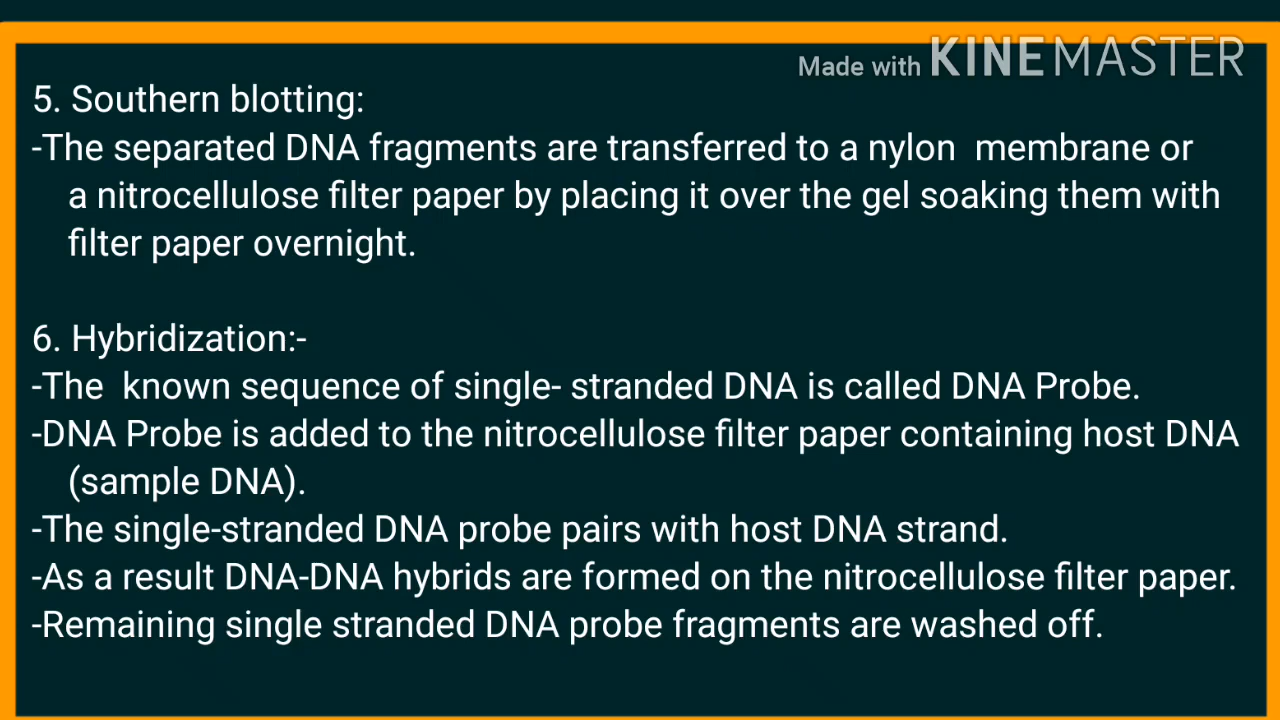 Made with KINEMASTER
5. Southern blotting:
-The separated DNA fragments are transferred to a nylon  membrane or
a nitrocellulose filter paper by placing it over the gel soaking them with
filter paper overnight.
6. Hybridization:-
-The  known sequence of single- stranded DNA is called DNA Probe.
-DNA Probe is added to the nitrocellulose filter paper containing host DNA
(sample DNA).
-The single-stranded DNA probe pairs with host DNA strand.
-As a result DNA-DNA hybrids are formed on the nitrocellulose filter paper.
-Remaining single stranded DNA probe fragments are washed off.